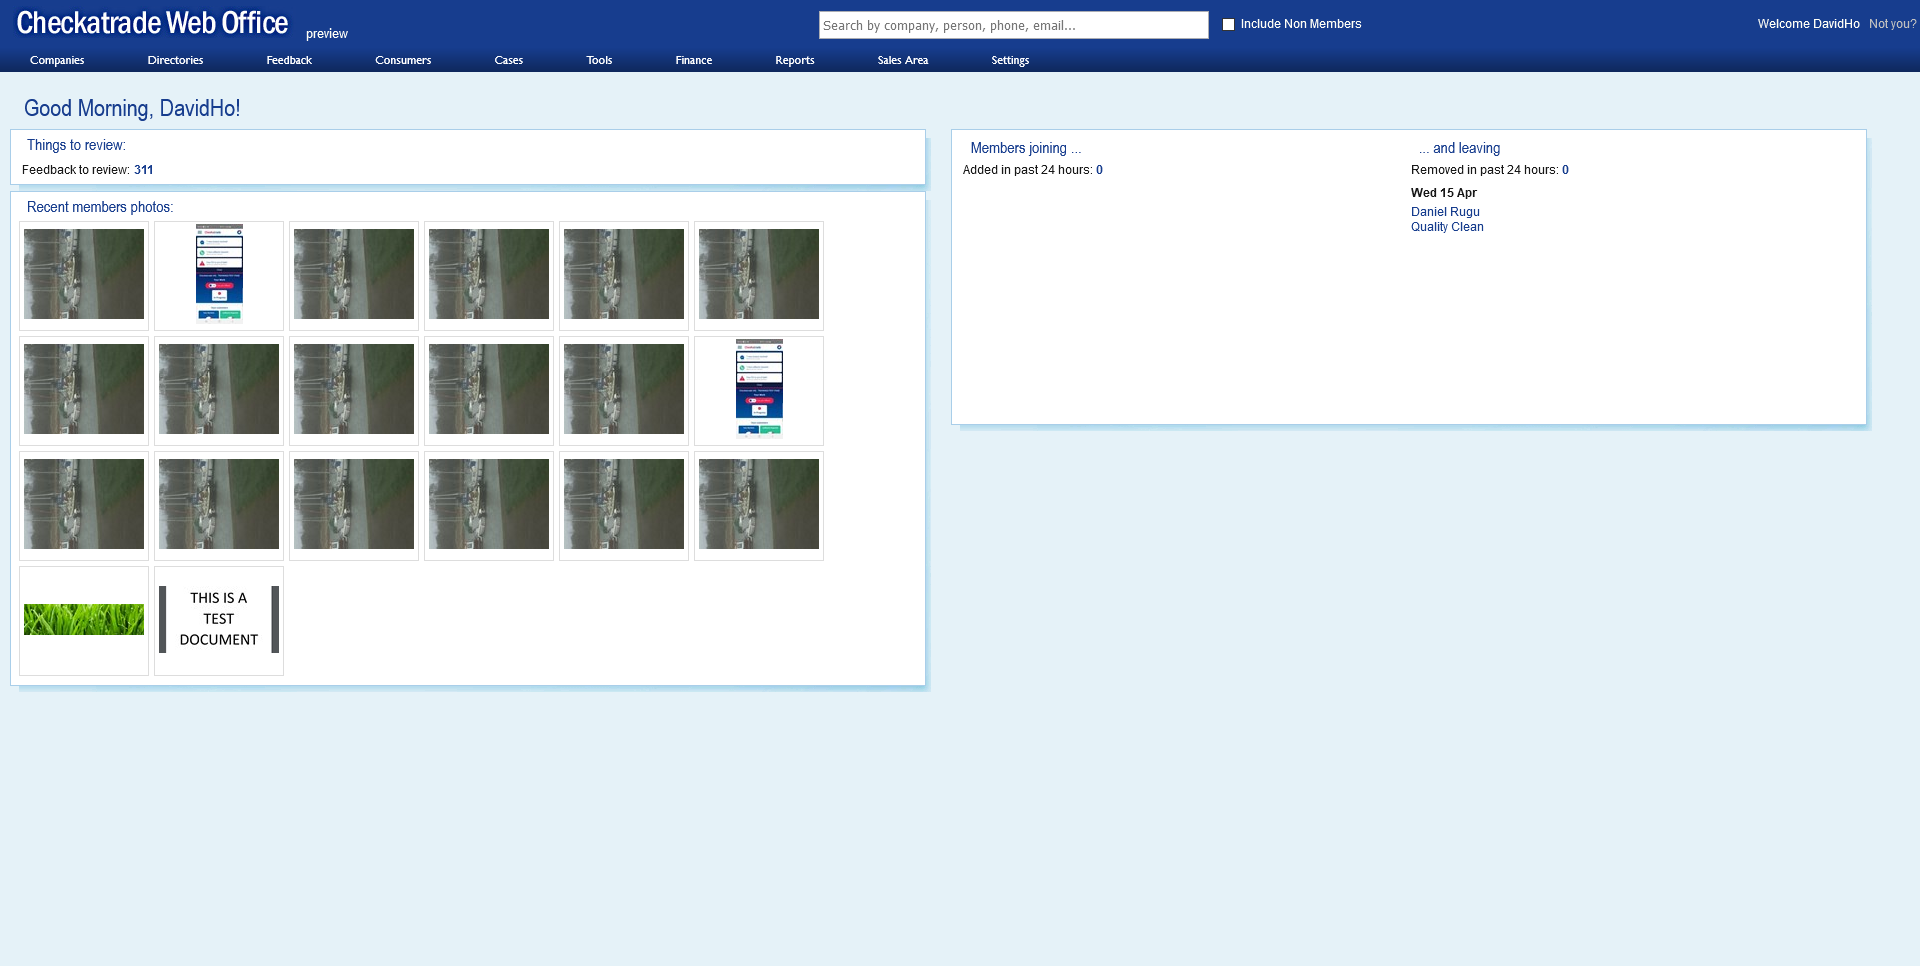 Checkatrade Web Office
preview
Include Non Members
Welcome DavidHo Not you?
Search by company, person, phone, email...
Companies Directories Feedback Consumers Cases Tools Finance Reports Sales Area Settings
Good Morning, DavidHo!
Things to review:
Feedback to review: 311
Recent members photos:
THIS IS A
TEST
DOCUMENT
Members joining ...
Added in past 24 hours: 0
... and leaving
Removed in past 24 hours: 0
Wed 15 Apr
Daniel Rugu
Quality Clean